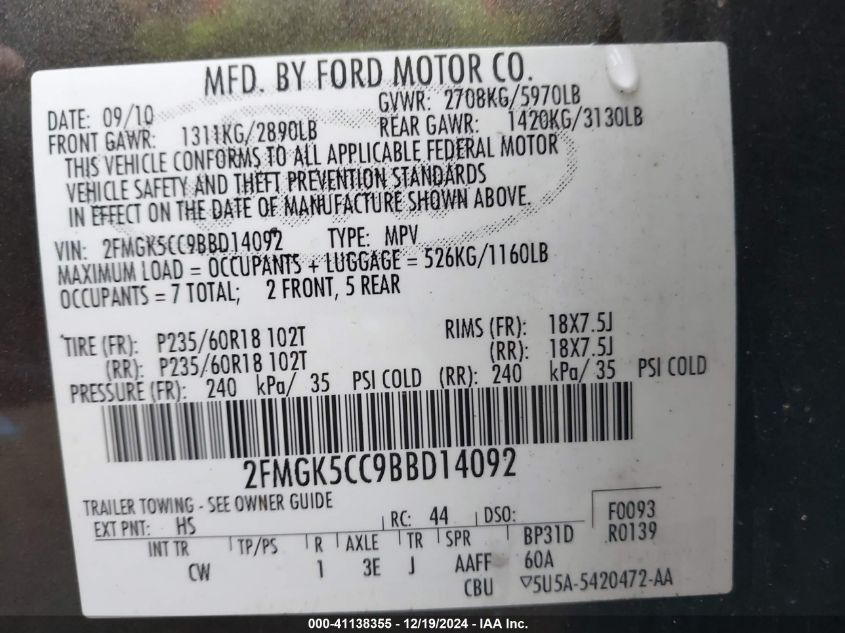 MFD. BY FORD MOTOR CO.
DATE: 09/10 GVWR: 2708KG/5970LB
FRONT GAWR: 1311KG/2890LB REAR GAWR: 1420KG/3130LB
THIS VEHICLE CONFORMS TO ALL APPLICABLE FEDERAL MOTOR
VEHICLE SAFETY AND THEFT PREVENTION STANDARDS
IN EFFECT ON THE DATE OF MANUFACTURE SHOWN ABOVE.
VIN: 2FMGK5CC9BBD14092 TYPE: MPV
MAXIMUM LOAD = OCCUPANTS + LUGGAGE = 526KG/1160LB
OCCUPANTS = 7 TOTAL; 2 FRONT, 5 REAR
TIRE (FR): P235/60R18 102T RIMS (FR): 18X7.5J
(RR): P235/60R18 102T (RR): 18X7.5J
PRESSURE (FR): 240 kPa/ 35 PSI COLD (RR): 240 kPa/ 35 PSI COLD
2FMGK5CC9BBD14092
TRAILER TOWING - SEE OWNER GUIDE
EXT PNT: HS RC: 44 DSO: F0093
INT TR TP/PS R AXLE TR SPR BP31D R0139
CW 1 3E J AAFF 60A
CBU ▽5U5A-5420472-AA
000-41138355 - 12/19/2024 - IAAI Inc.